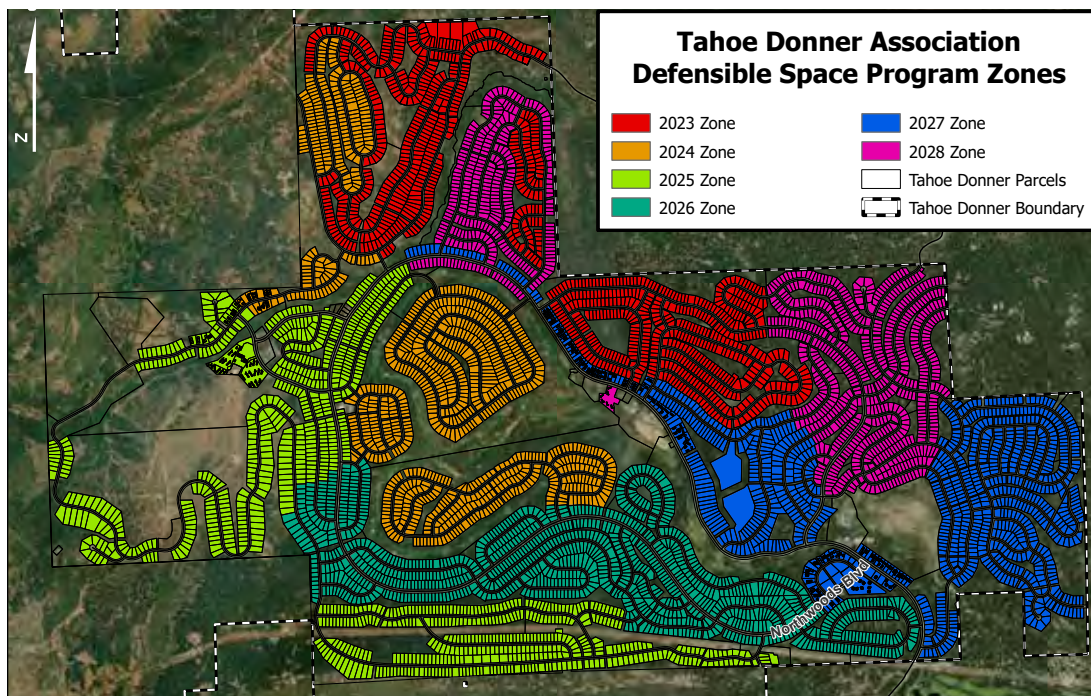 Tahoe Donner Association
Defensible Space Program Zones
2023 Zone
2024 Zone
2025 Zone
2026 Zone
2027 Zone
2028 Zone
Tahoe Donner Parcels
Tahoe Donner Boundary
Z
Northwoods Blvd